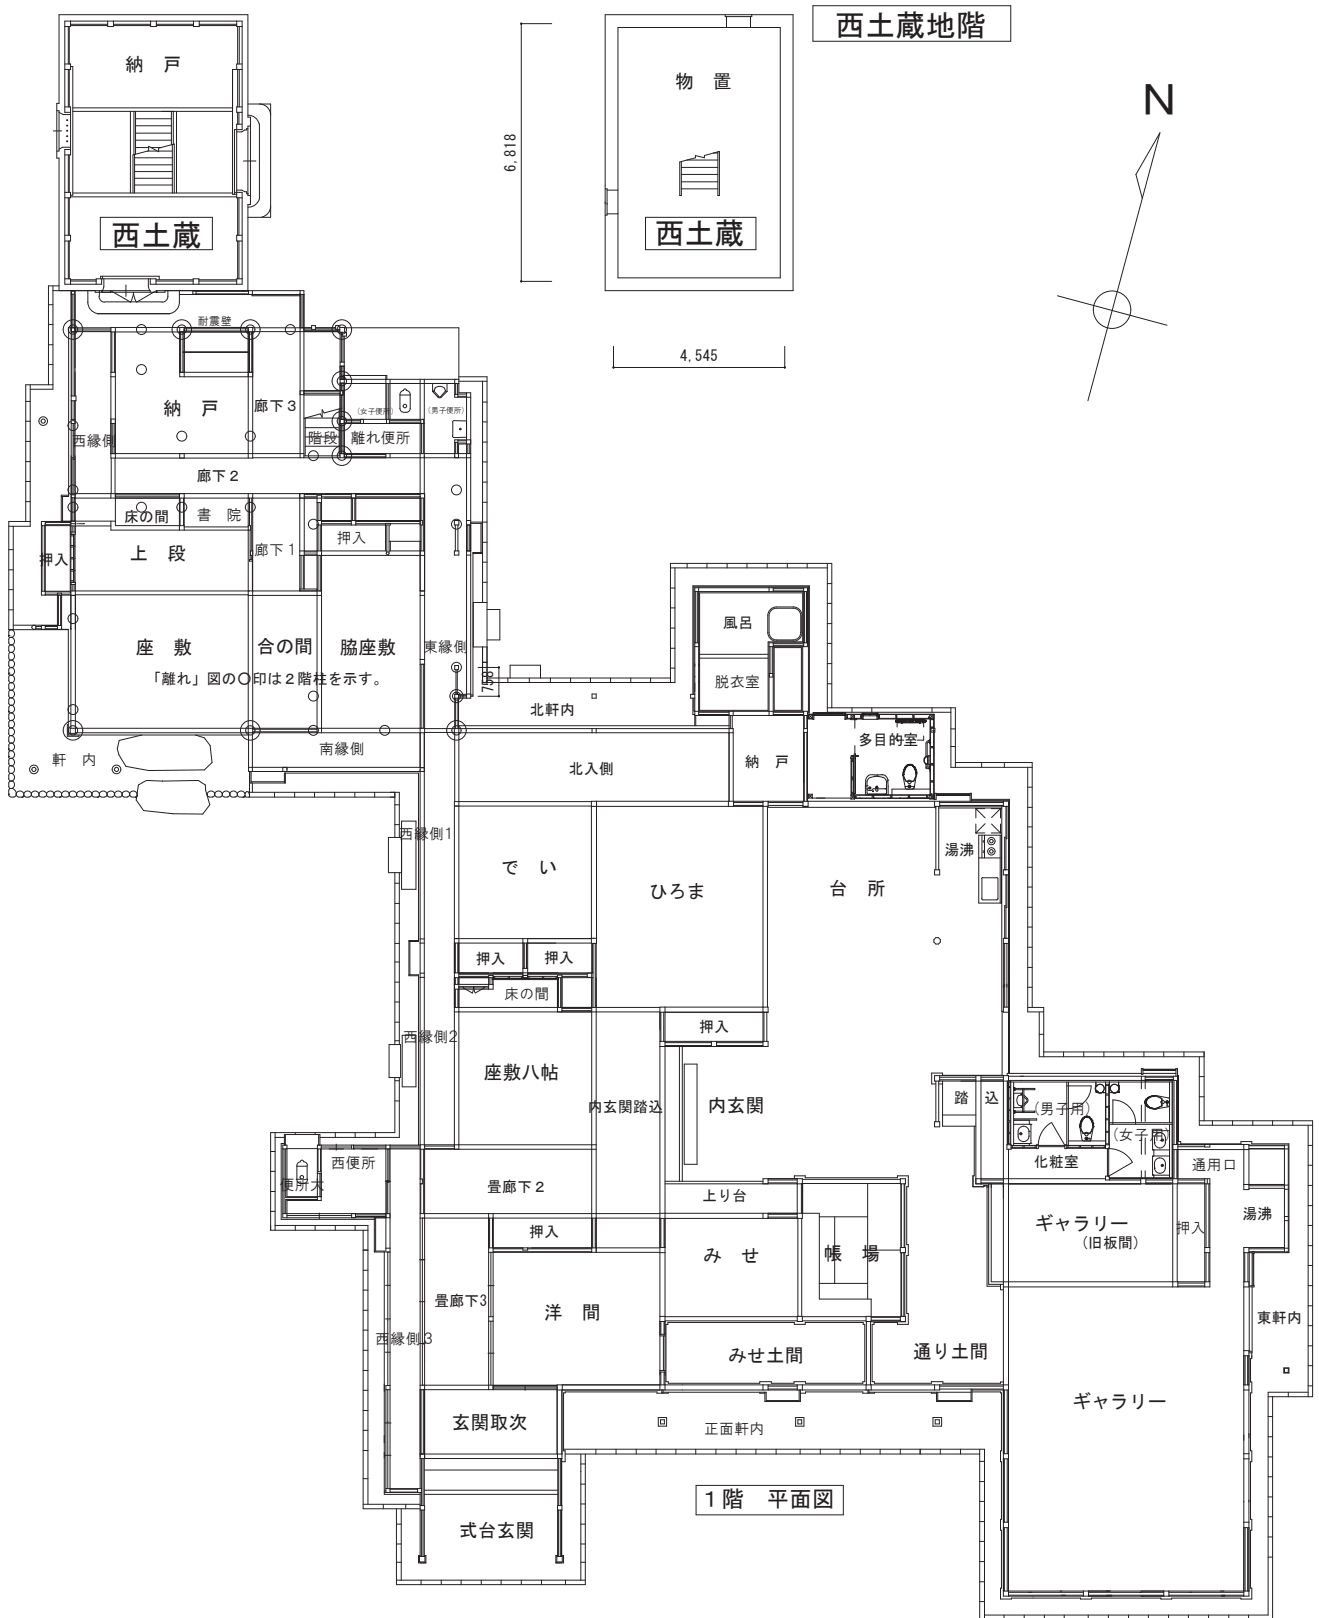 西土蔵地階
納　戸
物　置
N
6,818
西土蔵
西土蔵
4,545
耐震壁
納　戸
廊下３
(女子便所)
(男子便所)
西縁側
階段
離れ便所
廊下２
床の間
書　院
押入
上　段
廊下１
押入
座　敷
合の間
脇座敷
東縁側
「離れ」図の〇印は２階柱を示す。
758
風呂
脱衣室
北軒内
軒　内
南縁側
北入側
納　戸
多目的室
西縁側1
で　い
ひろま
台　所
湯沸
押入
押入
床の間
西縁側2
押入
座敷八帖
内玄関踏込
内玄関
踏　込
(男子用)
(女子用)
西便所
化粧室
通用口
便所大
畳廊下２
上り台
押入
み　せ
帳　場
ギャラリー
(旧板間)
押入
湯沸
畳廊下3
洋　間
西縁側3
みせ土間
通り土間
東軒内
玄関取次
正面軒内
ギャラリー
１階　平面図
式台玄関